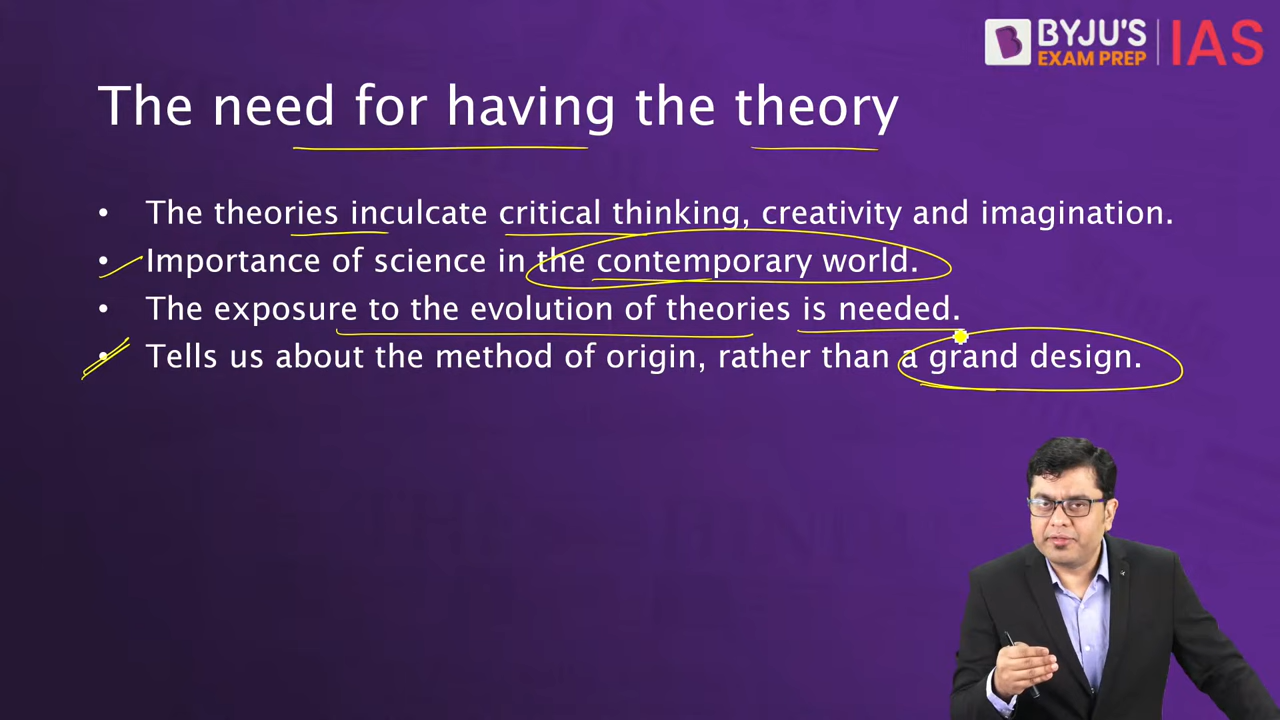 BYJU'S
EXAM PREP
IAS
The need for having the theory
• The theories inculcate critical thinking, creativity and imagination.
• Importance of science in the contemporary world.
• The exposure to the evolution of theories is needed.
• Tells us about the method of origin, rather than a grand design.